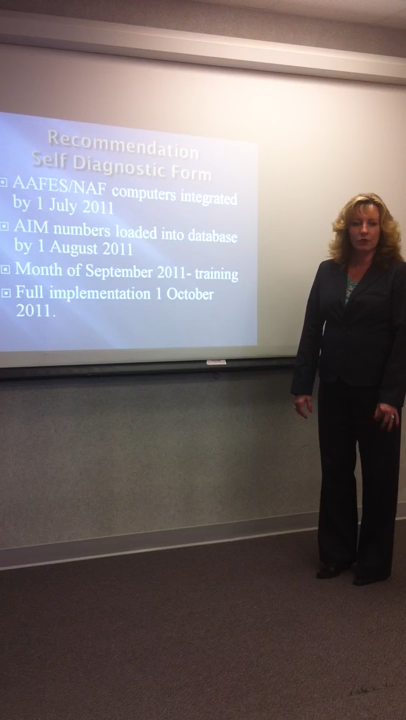 Recommendation
Self Diagnostic Form
AAFES/NAF computers integrated
by 1 July 2011
AIM numbers loaded into database
by 1 August 2011
Month of September 2011- training
Full implementation 1 October
2011.